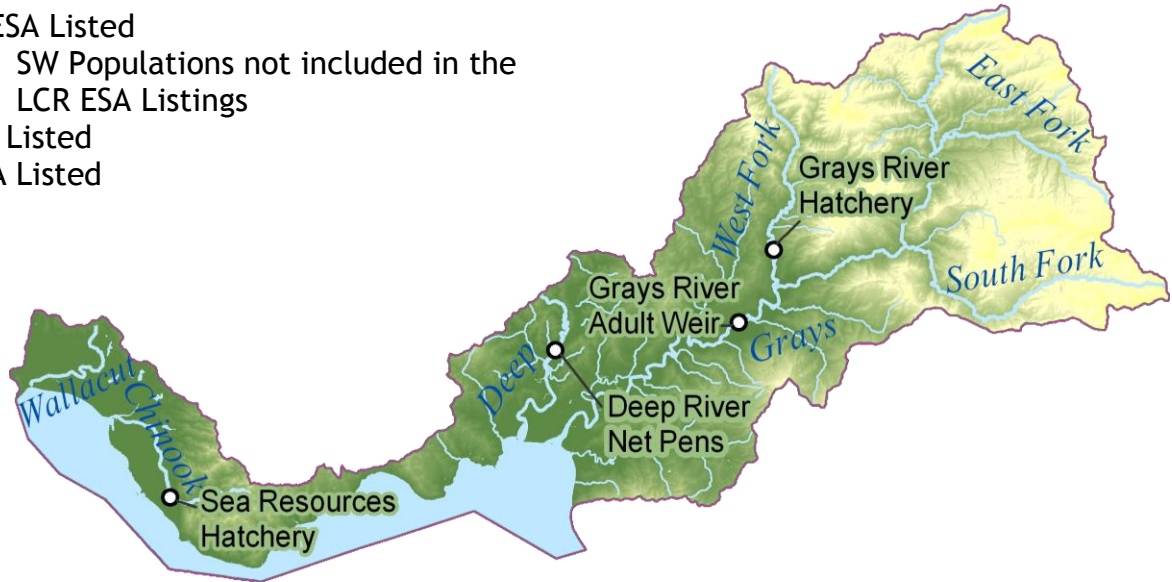 ESA Listed
SW Populations not included in the
LCR ESA Listings
Listed
A Listed
East Fork
West Fork
Grays River
Hatchery
South Fork
Grays River
Adult Weir
Grays
Deep
Deep River
Net Pens
Wallacut
Chinook
Sea Resources
Hatchery